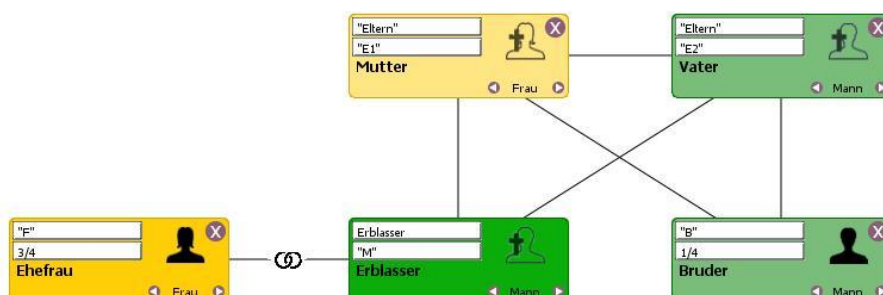 "Eltern"
"E1"
Mutter
X
Frau
"Eltern"
"E2"
Vater
X
Mann
"F"
3/4
Ehefrau
X
Frau
Erblasser
"M"
Erblasser
Mann
"B"
1/4
Bruder
X
Mann